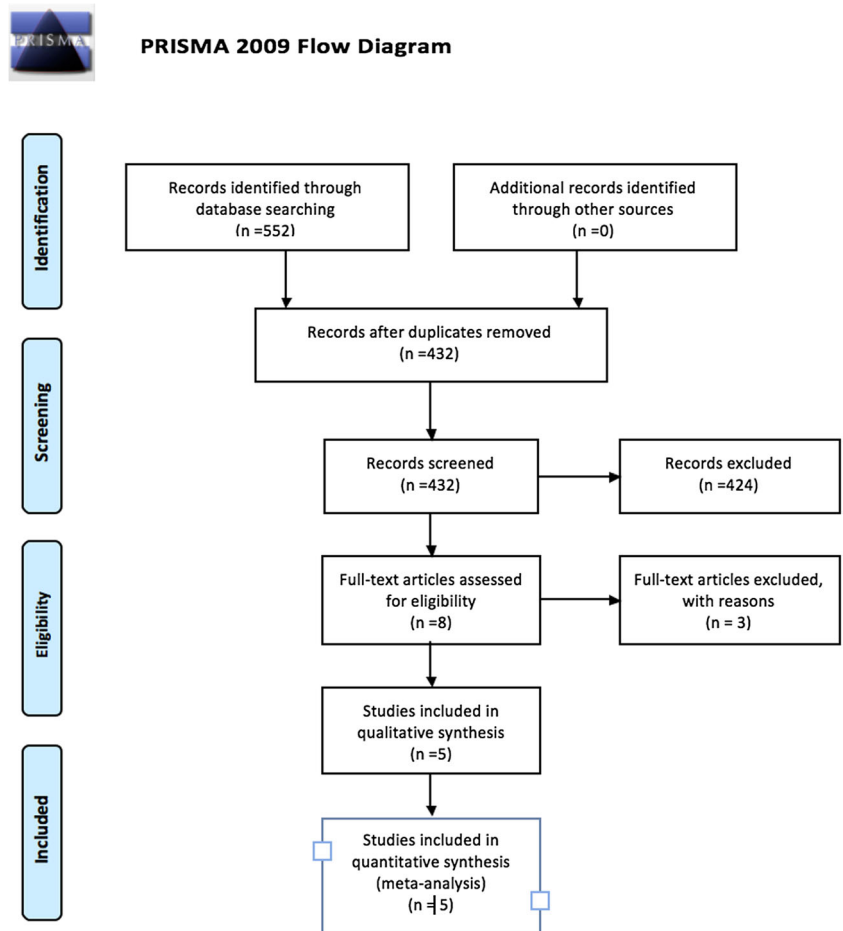 PRISMA
PRISMA 2009 Flow Diagram
Identification
Records identified through
database searching
(n =552)
Additional records identified
through other sources
(n =0)
Records after duplicates removed
(n =432)
Screening
Records screened
(n =432)
Records excluded
(n =424)
Eligibility
Full-text articles assessed
for eligibility
(n =8)
Full-text articles excluded,
with reasons
(n = 3)
Studies included in
qualitative synthesis
(n =5)
Included
Studies included in
quantitative synthesis
(meta-analysis)
(n = 5)